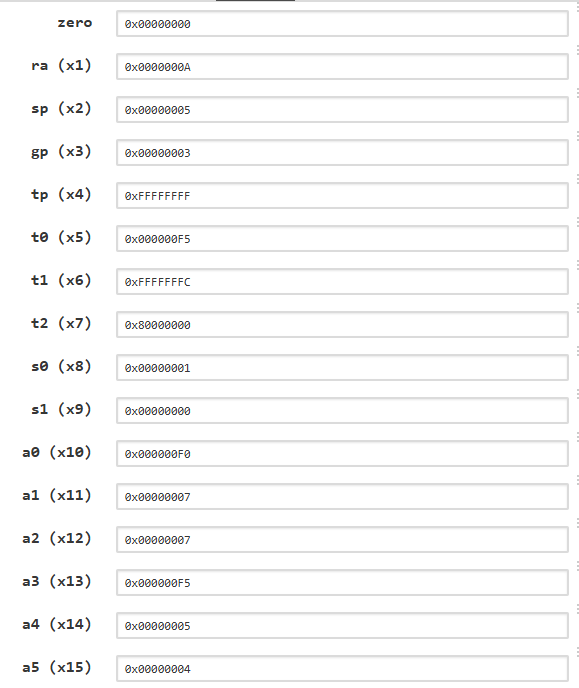 zero 0x00000000
ra (x1) 0x0000000A
sp (x2) 0x00000005
gp (x3) 0x00000003
tp (x4) 0xFFFFFFFF
t0 (x5) 0x000000F5
t1 (x6) 0xFFFFFFFC
t2 (x7) 0x80000000
s0 (x8) 0x00000001
s1 (x9) 0x00000000
a0 (x10) 0x000000F0
a1 (x11) 0x00000007
a2 (x12) 0x00000007
a3 (x13) 0x000000F5
a4 (x14) 0x00000005
a5 (x15) 0x00000004